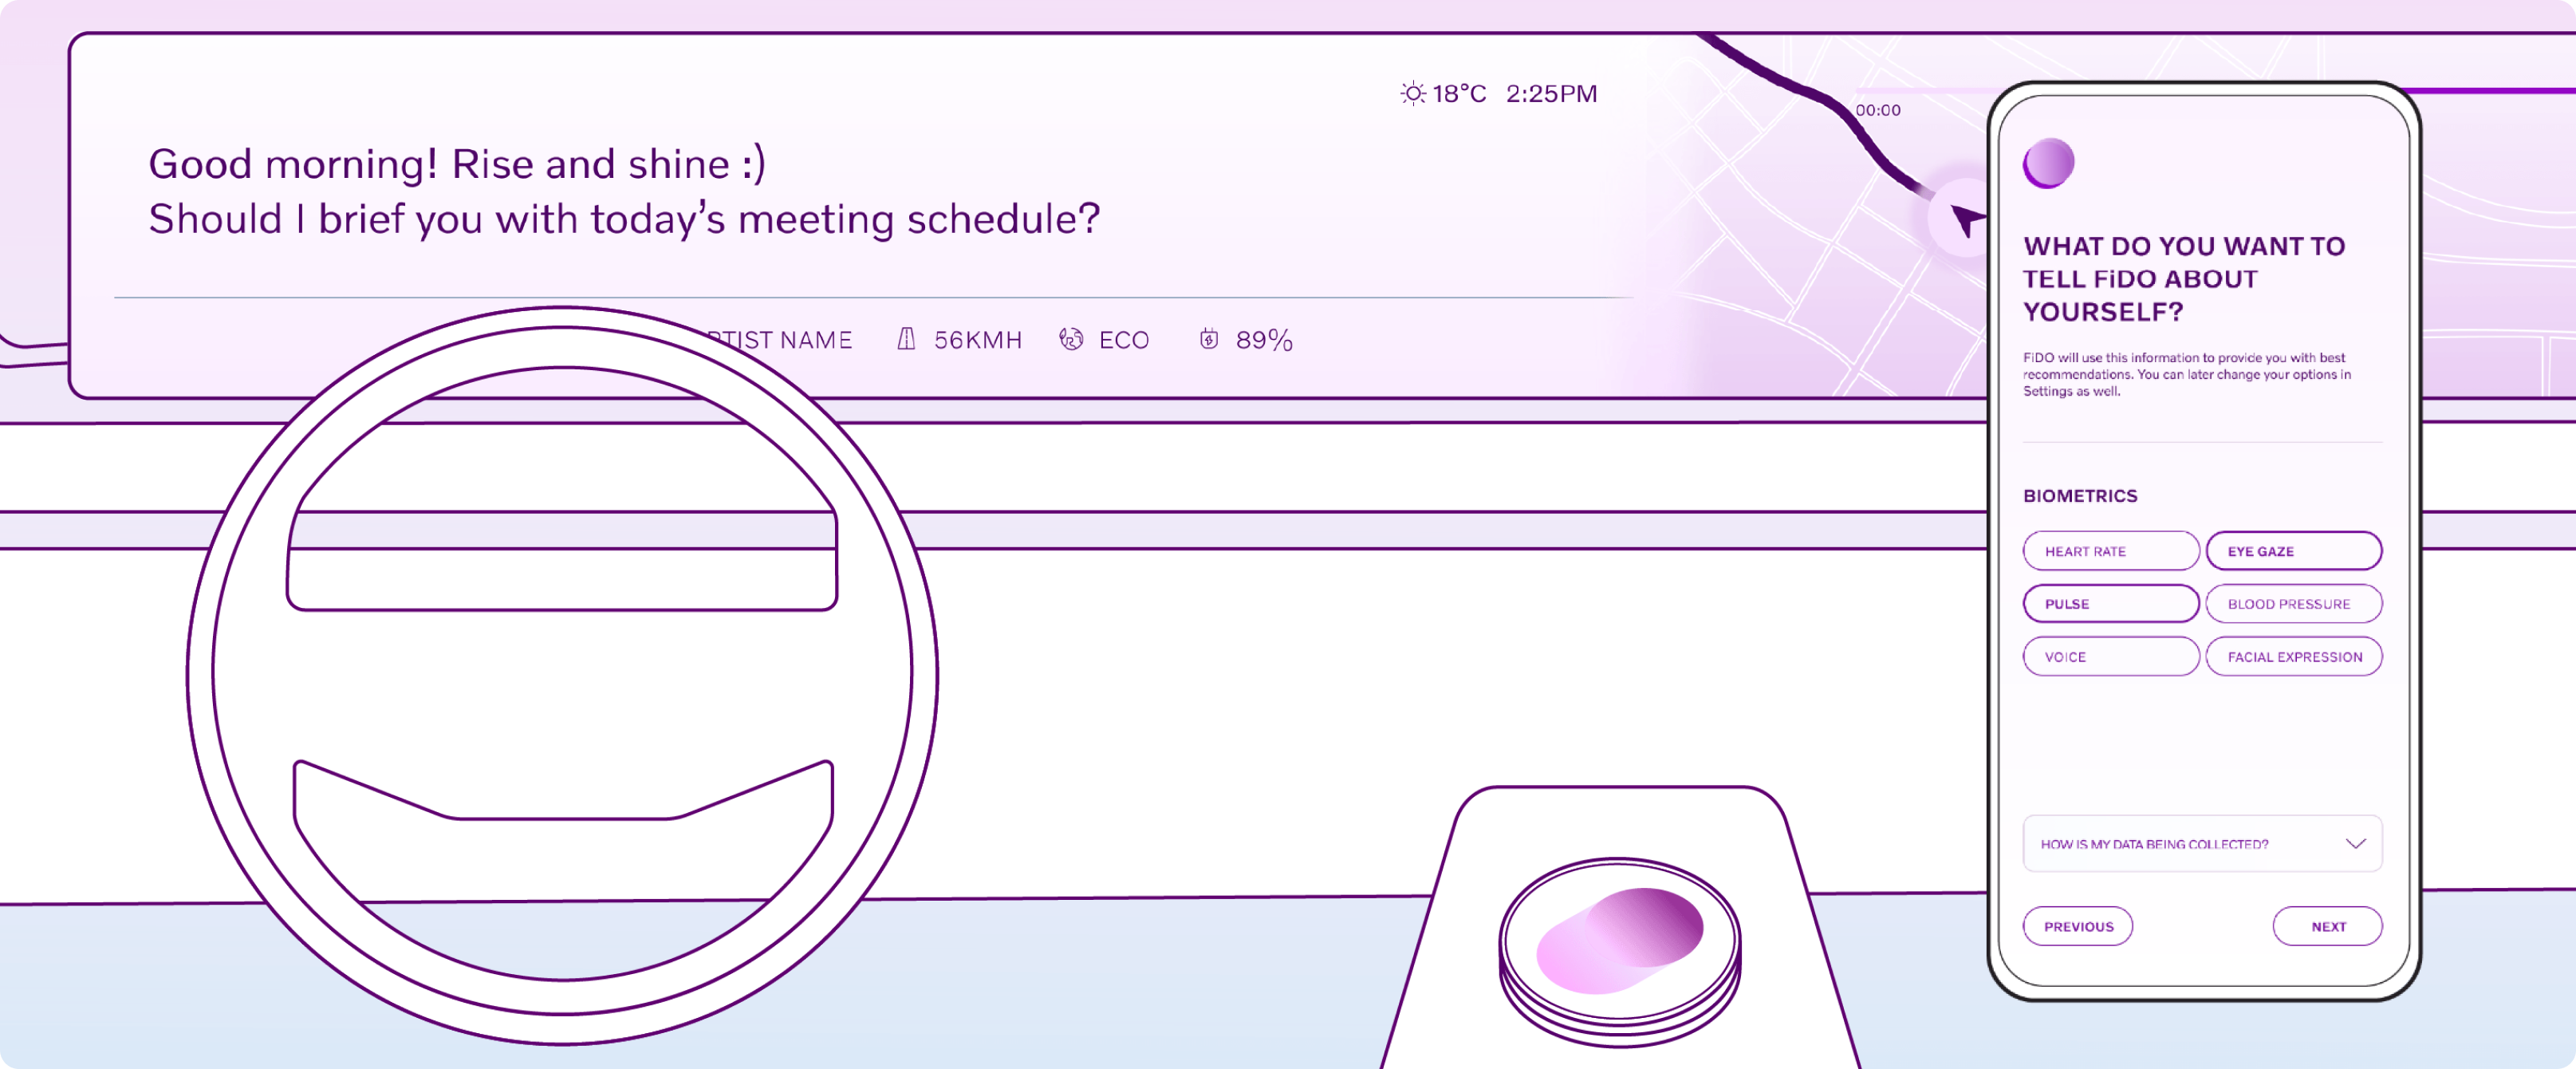 18°C 2:25PM
Good morning! Rise and shine :)
Should I brief you with today’s meeting schedule?
NAME 56KMH ECO 89%
00:00
WHAT DO YOU WANT TO
TELL FiDO ABOUT
YOURSELF?
FiDO will use this information to provide you with best
recommendations. You can later change your options in
Settings as well.
BIOMETRICS
HEART RATE EYE GAZE
PULSE BLOOD PRESSURE
VOICE FACIAL EXPRESSION
HOW IS MY DATA BEING COLLECTED?
PREVIOUS NEXT